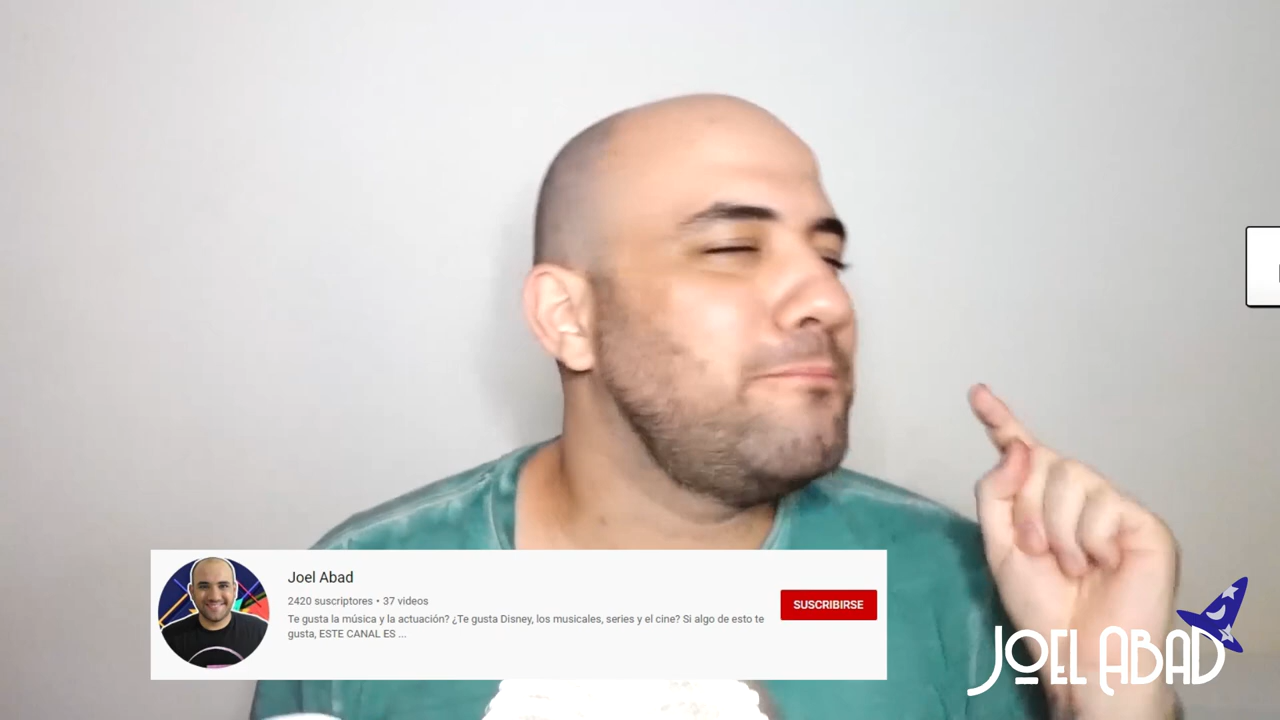 Joel Abad
2420 suscriptores • 37 videos
Te gusta la música y la actuación? ¿Te gusta Disney, los musicales, series y el cine? Si algo de esto te
gusta, ESTE CANAL ES ...
SUSCRIBIRSE
JOEL ABAD